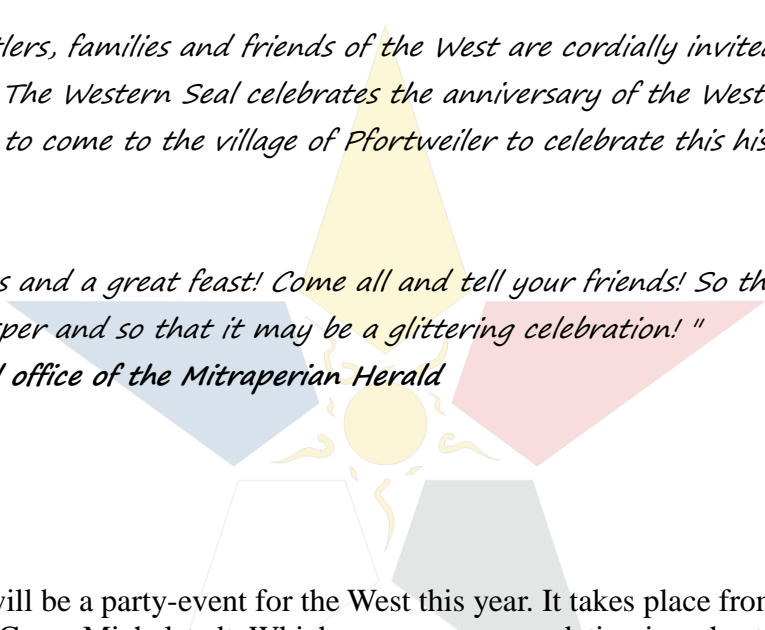 tlers, families and friends of the West are cordially invited
The Western Seal celebrates the anniversary of the West
to come to the village of Pfortweiler to celebrate this his
s and a great feast! Come all and tell your friends! So th
per and so that it may be a glittering celebration! "
office of the Mitraperian Herald
will be a party-event for the West this year. It takes place from